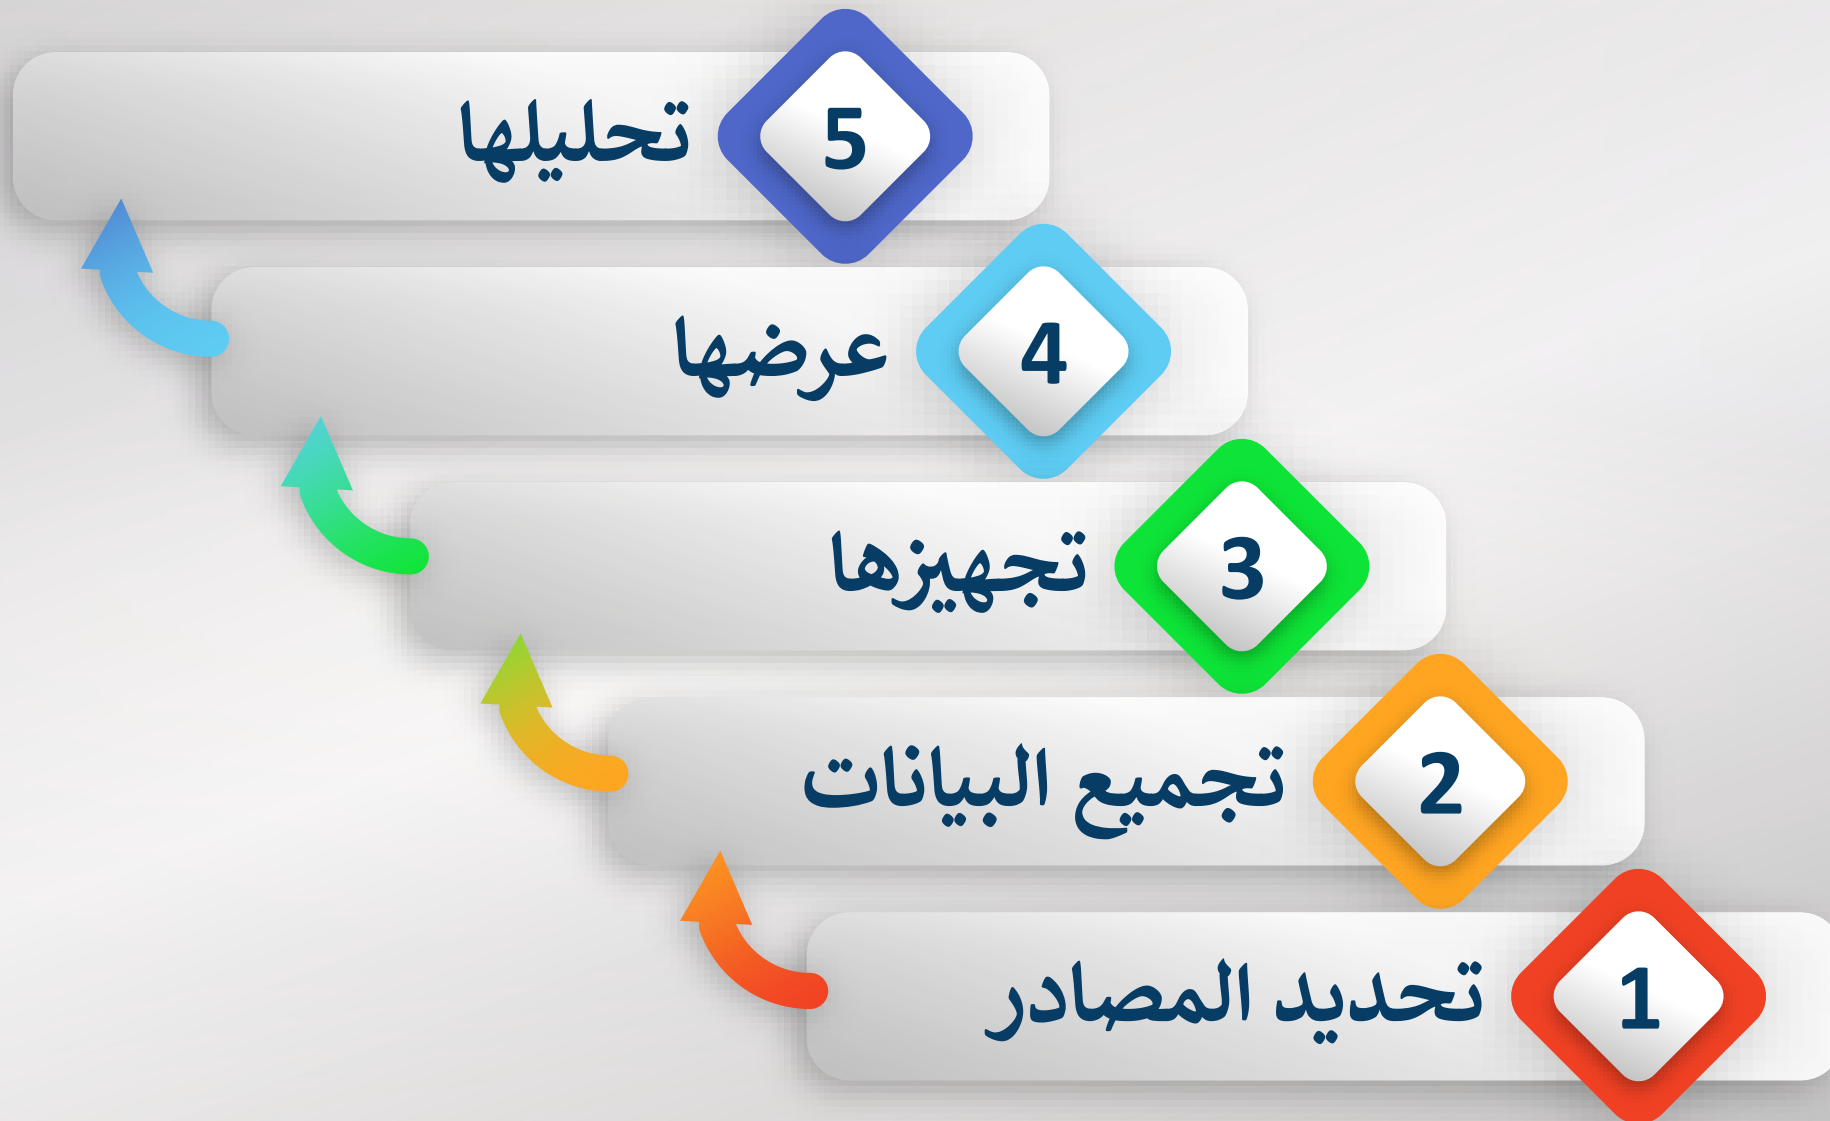 5 تحليلها
4 عرضها
3 تجهيزها
2 تجميع البيانات
1 تحديد المصادر